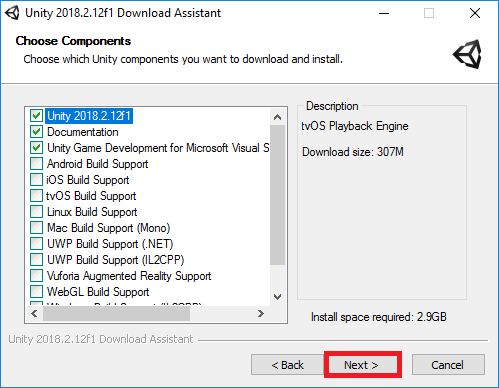 Unity 2018.2.12f1 Download Assistant
Choose Components
Choose which Unity components you want to download and install.
Unity 2018.2.12f1
Documentation
Unity Game Development for Microsoft Visual S
Android Build Support
iOS Build Support
tvOS Build Support
Linux Build Support
Mac Build Support (Mono)
UWP Build Support (.NET)
UWP Build Support (IL2CPP)
Vuforia Augmented Reality Support
WebGL Build Support
Description
tvOS Playback Engine
Download size: 307M
Install space required: 2.9GB
Unity 2018.2.12f1 Download Assistant
< Back
Next >
Cancel